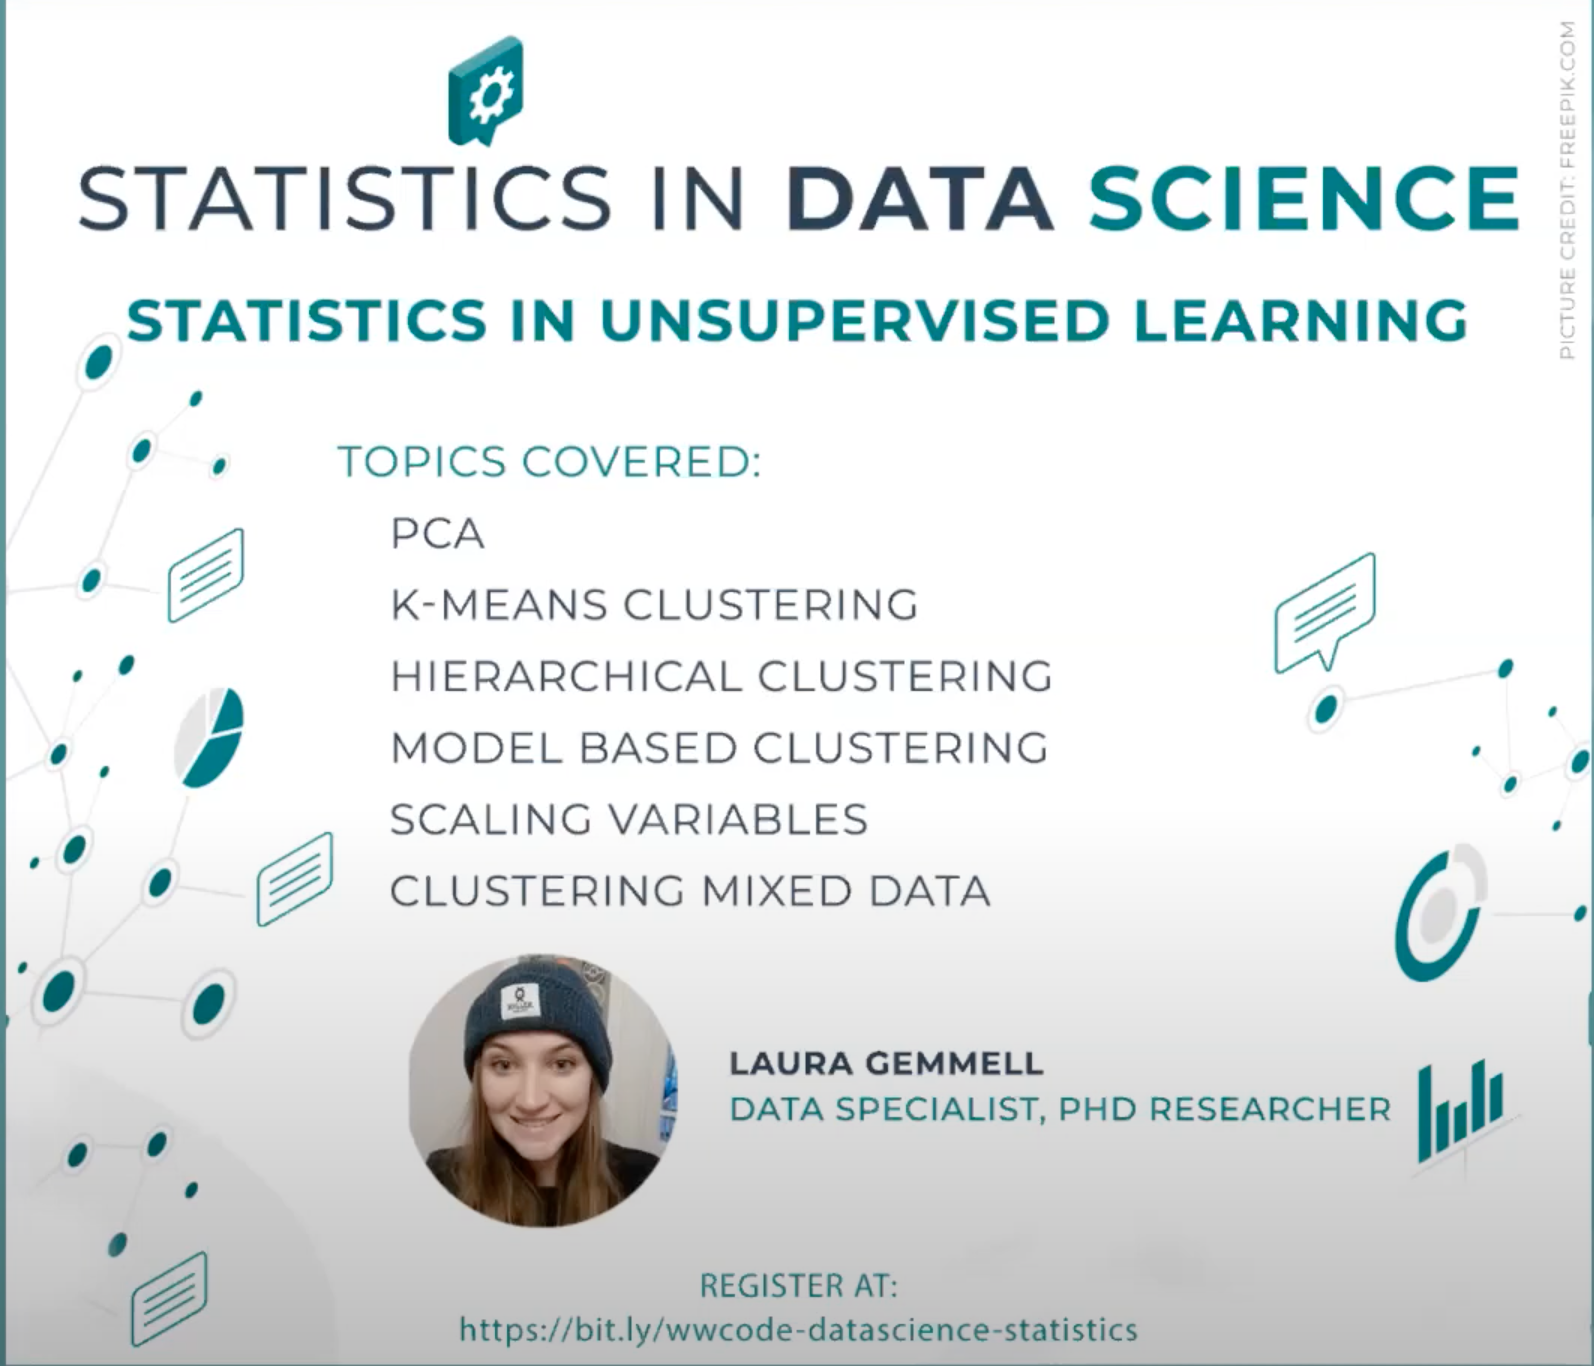 STATISTICS IN DATA SCIENCE
STATISTICS IN UNSUPERVISED LEARNING
TOPICS COVERED:
PCA
K-MEANS CLUSTERING
HIERARCHICAL CLUSTERING
MODEL BASED CLUSTERING
SCALING VARIABLES
CLUSTERING MIXED DATA
LAURA GEMMELL
DATA SPECIALIST, PHD RESEARCHER
REGISTER AT:
https://bit.ly/wwcode-datascience-statistics
PICTURE CREDIT: FREEPIK.COM